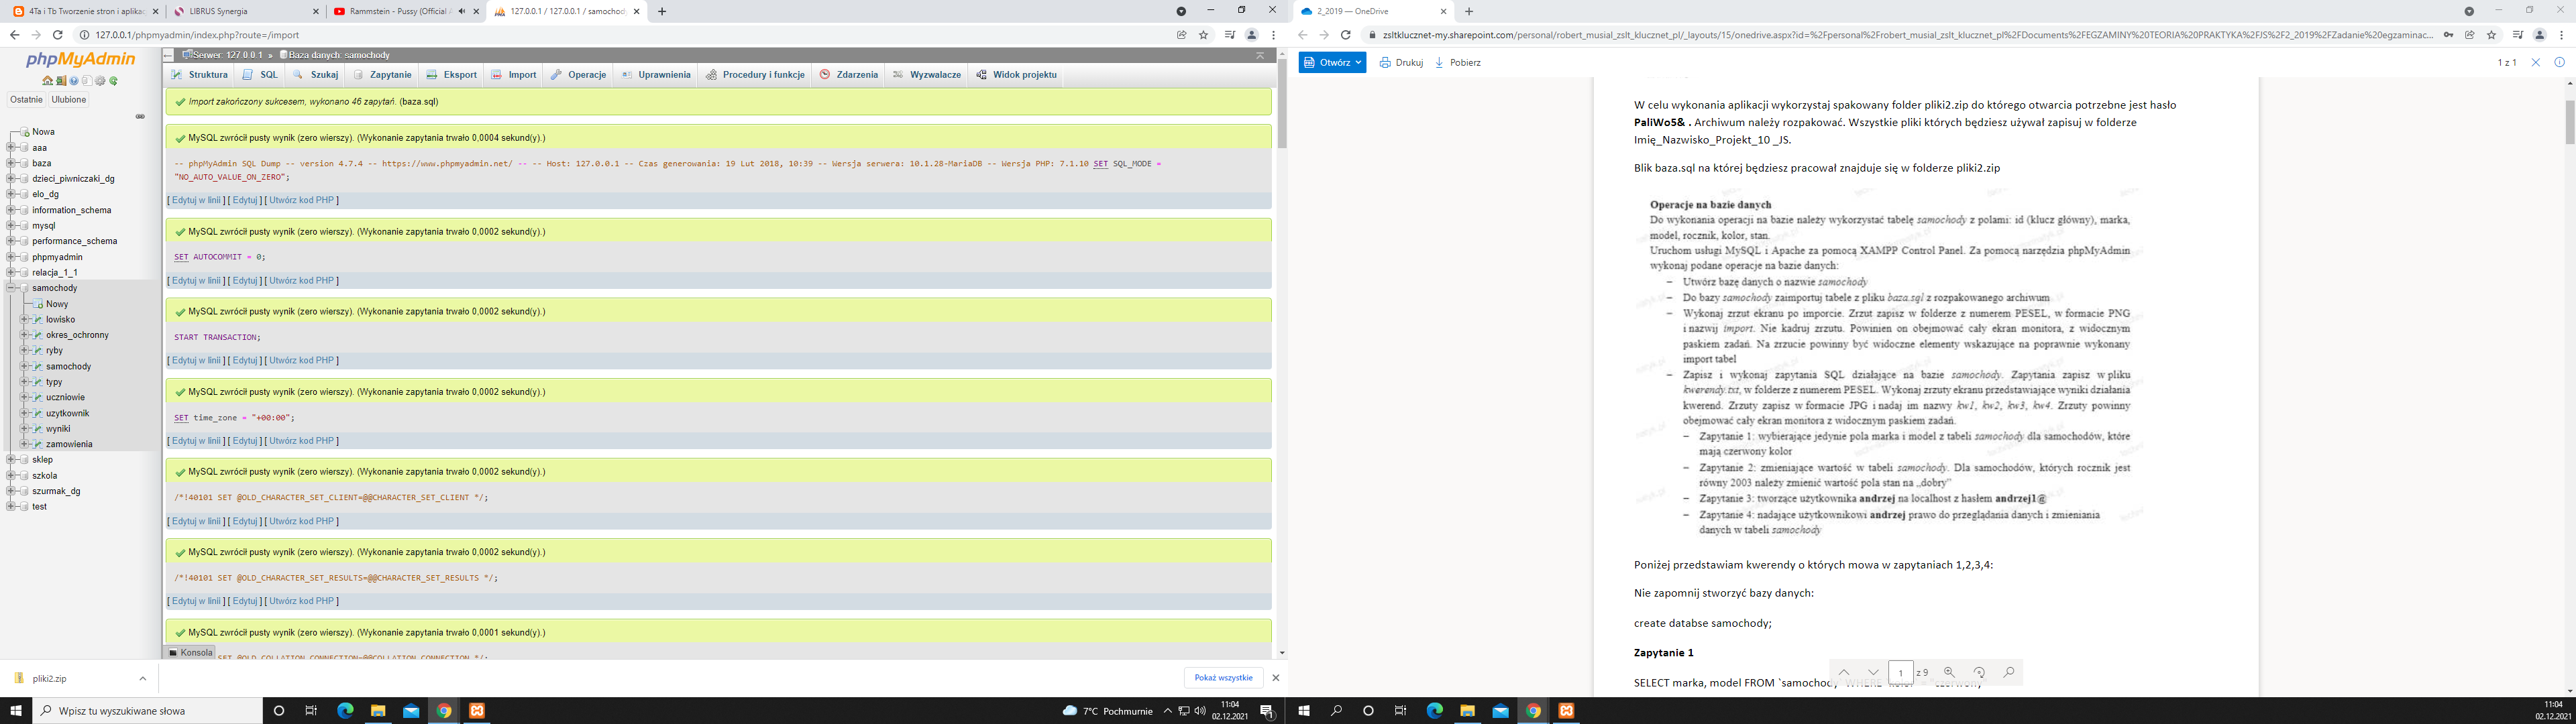 4Ta i Tb Tworzenie stron i aplikac
LIBRUS Synergia
Rammstein - Pussy (Official
127.0.0.1 / 127.0.0.1 / samochod
127.0.0.1/phpmyadmin/index.php?route=/import
phpMyAdmin
Ostatnie Ulubione
Nowa
aaa
baza
dzieci_piwniczaki_dg
elo_dg
information_schema
mysql
performance_schema
phpmyadmin
relacja_1_1
samochody
Nowy
lowisko
okres_ochronny
ryby
samochody
typy
uczniowie
uzytkownik
wyniki
zamowienia
sklep
szkola
szurmak_dg
test
Serwer: 127.0.0.1 » Baza danych: samochody
Struktura SQL Szukaj Zapytanie Eksport Import Operacje Uprawnienia Procedury i funkcje Zdarzenia Wyzwalacze Widok projektu
Import zakończony sukcesem, wykonano 46 zapytań. (baza.sql)
MySQL zwrócił pusty wynik (zero wierszy). (Wykonanie zapytania trwało 0,0004 sekund(y).)
-- phpMyAdmin SQL Dump -- version 4.7.4 -- https://www.phpmyadmin.net/ -- -- Host: 127.0.0.1 -- Czas generowania: 19 Lut 2018, 10:39 -- Wersja serwera: 10.1.28-MariaDB -- Wersja PHP: 7.1.10 SET SQL_MODE =
"NO_AUTO_VALUE_ON_ZERO";
[ Edytuj w linii ] [ Edytuj ] [ Utwórz kod PHP ]
MySQL zwrócił pusty wynik (zero wierszy). (Wykonanie zapytania trwało 0,0002 sekund(y).)
SET AUTOCOMMIT = 0;
[ Edytuj w linii ] [ Edytuj ] [ Utwórz kod PHP ]
MySQL zwrócił pusty wynik (zero wierszy). (Wykonanie zapytania trwało 0,0002 sekund(y).)
START TRANSACTION;
[ Edytuj w linii ] [ Edytuj ] [ Utwórz kod PHP ]
MySQL zwrócił pusty wynik (zero wierszy). (Wykonanie zapytania trwało 0,0002 sekund(y).)
SET time_zone = "+00:00";
[ Edytuj w linii ] [ Edytuj ] [ Utwórz kod PHP ]
MySQL zwrócił pusty wynik (zero wierszy). (Wykonanie zapytania trwało 0,0002 sekund(y).)
/*!40101 SET @OLD_CHARACTER_SET_CLIENT=@@CHARACTER_SET_CLIENT */;
[ Edytuj w linii ] [ Edytuj ] [ Utwórz kod PHP ]
MySQL zwrócił pusty wynik (zero wierszy). (Wykonanie zapytania trwało 0,0002 sekund(y).)
/*!40101 SET @OLD_CHARACTER_SET_RESULTS=@@CHARACTER_SET_RESULTS */;
[ Edytuj w linii ] [ Edytuj ] [ Utwórz kod PHP ]
MySQL zwrócił pusty wynik (zero wierszy). (Wykonanie zapytania trwało 0,0001 sekund(y).)
Konsola SET @OLD_COLLATION_CONNECTION=@@COLLATION_CONNECTION */;
pliki2.zip
Pokaż wszystkie
Wpisz tu wyszukiwane słowa
7°C Pochmurnie
11:04
02.12.2021
2_2019 — OneDrive
zsltklucznet-my.sharepoint.com/personal/robert_musial_zslt_klucznet_pl/_layouts/15/onedrive.aspx?id=%2Fpersonal%2Frobert_musial_zslt_klucznet_pl%2FDocuments%2FEGZAMINY%20TEORIA%20PRAKTYKA%2FJS%2F2_2019%2FZadanie%20egzaminac...
Otwórz Drukuj Pobierz
1 z 1
W celu wykonania aplikacji wykorzystaj spakowany folder pliki2.zip do którego otwarcia potrzebne jest hasło
PaliWo5& . Archiwum należy rozpakować. Wszystkie pliki których będziesz używał zapisuj w folderze
Imię_Nazwisko_Projekt_10 _JS.
Blik baza.sql na której będziesz pracował znajduje się w folderze pliki2.zip
Operacje na bazie danych
Do wykonania operacji na bazie należy wykorzystać tabelę samochody z polami: id (klucz główny), marka,
model, rocznik, kolor, stan.
Uruchom usługi MySQL i Apache za pomocą XAMPP Control Panel. Za pomocą narzędzia phpMyAdmin
wykonaj podane operacje na bazie danych:
– Utwórz bazę danych o nazwie samochody
– Do bazy samochody zaimportuj tabele z pliku baza.sql z rozpakowanego archiwum
– Wykonaj zrzut ekranu po imporcie. Zrzut zapisz w folderze z numerem PESEL, w formacie PNG
i nazwij import. Nie kadruj zrzutu. Powinien on obejmować cały ekran monitora, z widocznym
paskiem zadań. Na zrzucie powinny być widoczne elementy wskazujące na poprawnie wykonany
import tabel
– Zapisz i wykonaj zapytania SQL działające na bazie samochody. Zapytania zapisz w pliku
kwerendy.txt, w folderze z numerem PESEL. Wykonaj zrzuty ekranu przedstawiające wyniki działania
kwerend. Zrzuty zapisz w formacie JPG i nadaj im nazwy kw1, kw2, kw3, kw4. Zrzuty powinny
obejmować cały ekran monitora z widocznym paskiem zadań.
– Zapytanie 1: wybierające jedynie pola marka i model z tabeli samochody dla samochodów, które
mają czerwony kolor
– Zapytanie 2: zmieniające wartość w tabeli samochody. Dla samochodów, których rocznik jest
równy 2003 należy zmienić wartość pola stan na „dobry”
– Zapytanie 3: tworzące użytkownika andrzej na localhost z hasłem andrzej1@
– Zapytanie 4: nadające użytkownikowi andrzej prawo do przeglądania danych i zmieniania
danych w tabeli samochody
Poniżej przedstawiam kwerendy o których mowa w zapytaniach 1,2,3,4:
Nie zapomnij stworzyć bazy danych:
create databse samochody;
Zapytanie 1
SELECT marka, model FROM `samochody` WHERE
1 z 9
11:04
02.12.2021